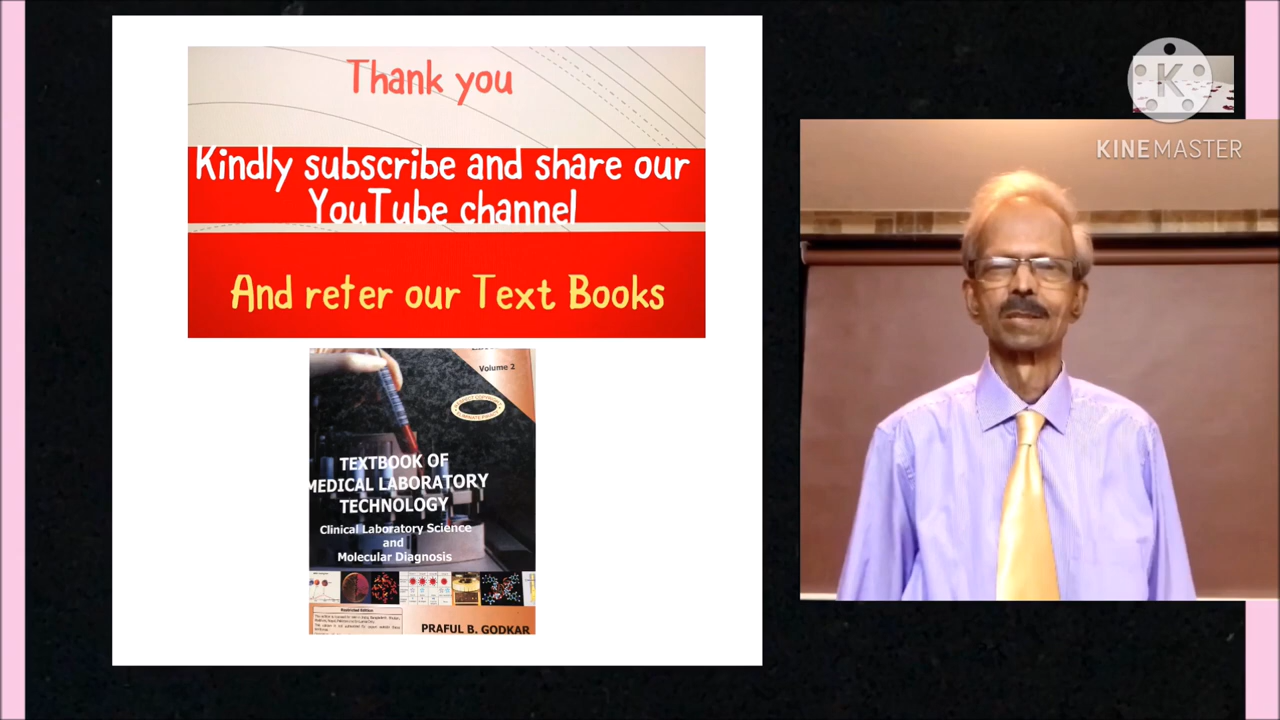 Thank you
Kindly subscribe and share our
YouTube channel
And refer our Text Books
Volume 2
TEXTBOOK OF
MEDICAL LABORATORY
TECHNOLOGY
Clinical Laboratory Science
and
Molecular Diagnosis
Restricted Edition
PRAFUL B. GODKAR
K
KINEMASTER